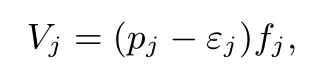 V_j = (p_j − ε_j)f_j,